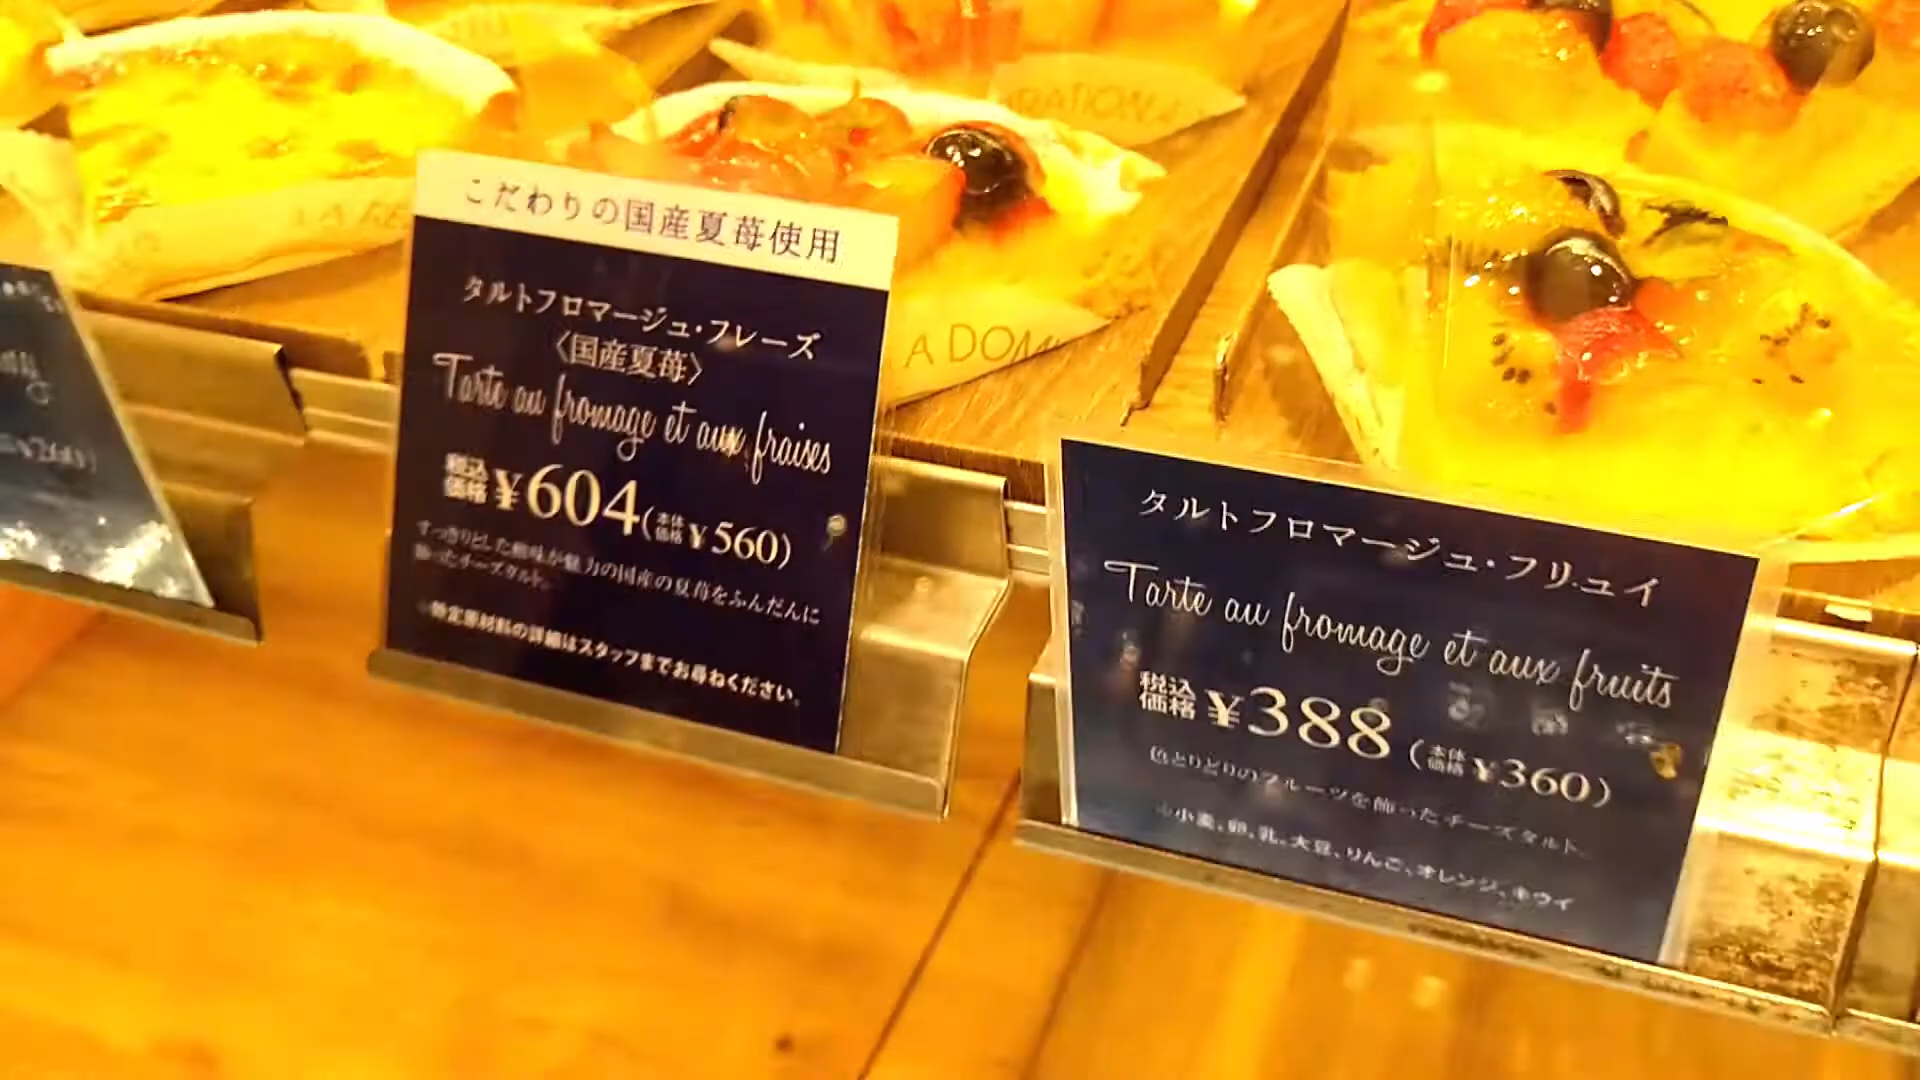 こだわりの国産夏苺使用
タルトフロマージュ・フレーズ
〈国産夏苺〉
Tarte au fromage et aux fraises
税込価格 ¥604(本体価格 ¥560)
すっきりとした酸味が魅力の国産の夏苺をふんだんに
飾ったチーズタルト。
※特定原材料の詳細はスタッフまでお尋ねください。
タルトフロマージュ・フリュイ
Tarte au fromage et aux fruits
税込価格 ¥388(本体価格 ¥360)
色とりどりのフルーツを飾ったチーズタルト。
※小麦、卵、乳、大豆、りんご、オレンジ、キウイ
A DOM